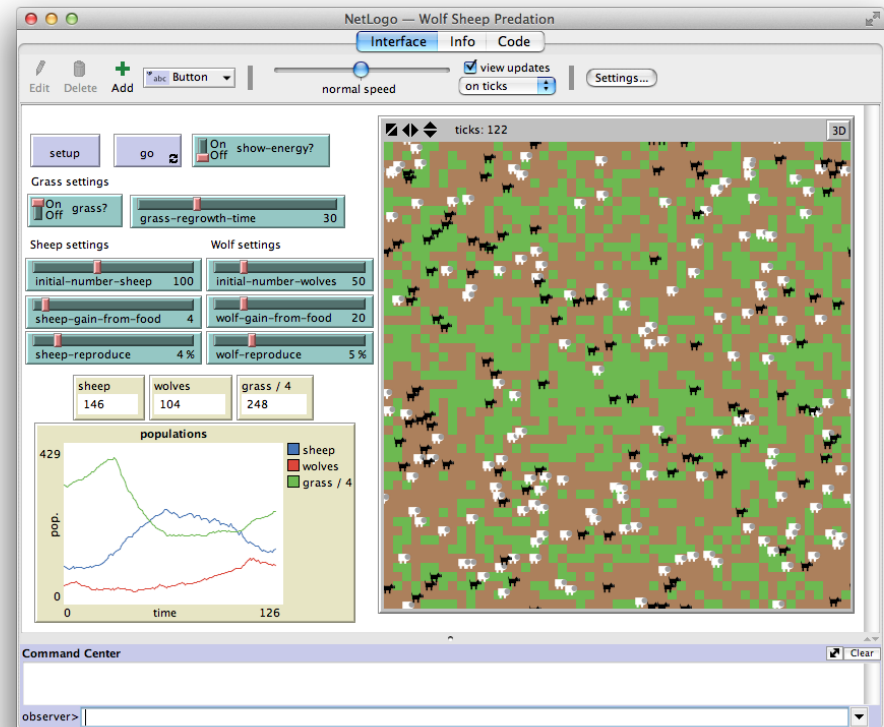 NetLogo — Wolf Sheep Predation
Interface Info Code
Edit Delete Add abc Button normal speed view updates on ticks Settings...
ticks: 122 3D
setup go On Off show-energy?
Grass settings
On Off grass? grass-regrowth-time 30
Sheep settings Wolf settings
initial-number-sheep 100 initial-number-wolves 50
sheep-gain-from-food 4 wolf-gain-from-food 20
sheep-reproduce 4 % wolf-reproduce 5 %
sheep wolves grass / 4
146 104 248
populations
429
pop.
0
0 time 126
sheep
wolves
grass / 4
Command Center Clear
observer>